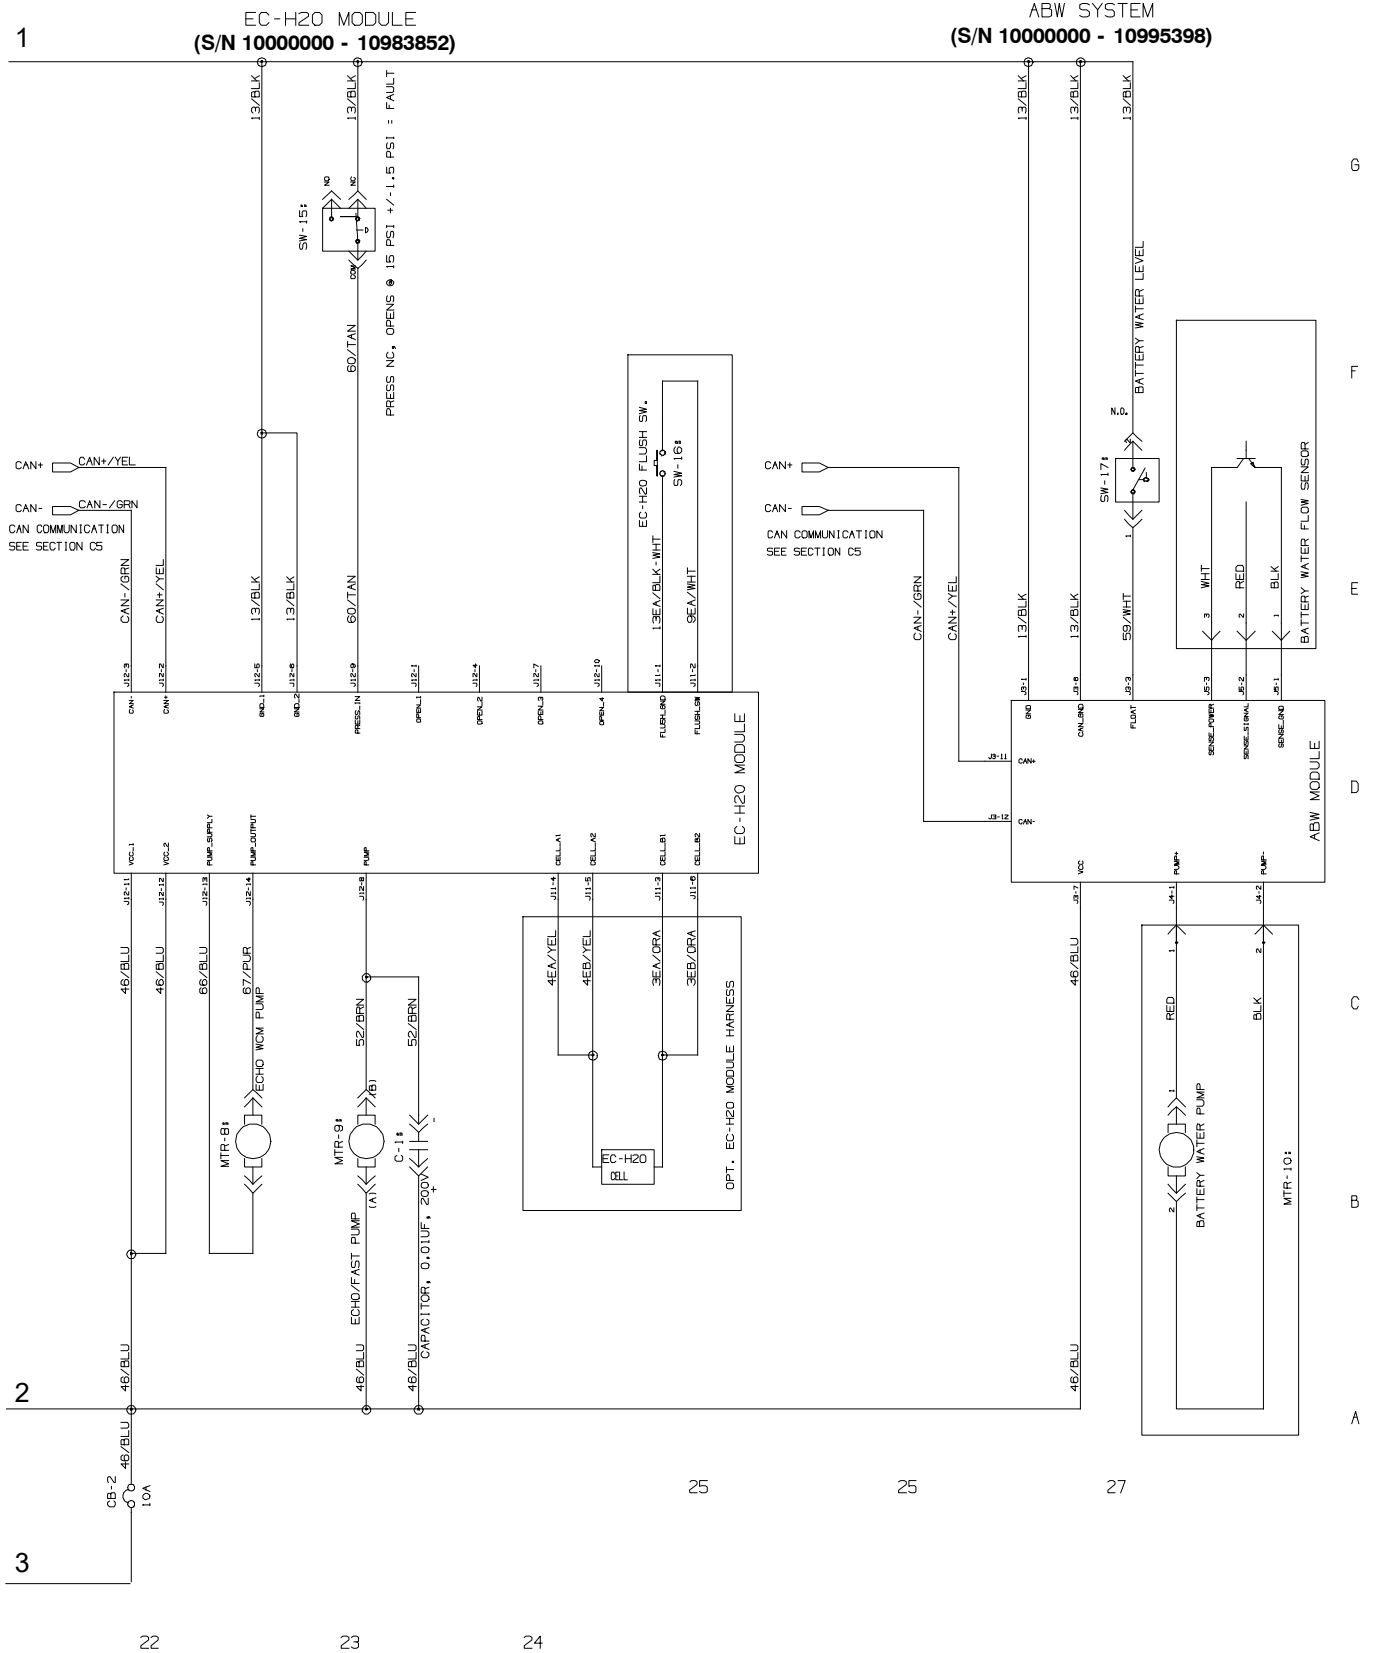 EC-H2O MODULE
(S/N 10000000 - 10983852)
ABW SYSTEM
(S/N 10000000 - 10995398)
1
13/BLK
13/BLK
13/BLK
13/BLK
13/BLK
PRESS NC, OPENS @ 15 PSI +/-1.5 PSI = FAULT
G
NO
NC
SW-15:
COM
60/TAN
BATTERY WATER LEVEL
F
N.O.
EC-H2O FLUSH SW.
SW-16:
CAN+
CAN+/YEL
CAN-
CAN-/GRN
CAN COMMUNICATION
SEE SECTION C5
CAN+
CAN-
CAN COMMUNICATION
SEE SECTION C5
2
SW-17:
1
BATTERY WATER FLOW SENSOR
E
CAN-/GRN
CAN+/YEL
13/BLK
13/BLK
60/TAN
13EA/BLK-WHT
9EA/WHT
CAN-/GRN
CAN+/YEL
13/BLK
13/BLK
59/WHT
WHT
RED
BLK
3
2
1
J12-3
J12-2
J12-5
J12-6
J12-9
J12-1
J12-4
J12-7
J12-10
J11-1
J11-2
J3-1
J3-6
J3-3
J5-3
J5-2
J5-1
CAN-
CAN+
GND_1
GND_2
PRESS_IN
OPEN_1
OPEN_2
OPEN_3
OPEN_4
FLUSH_GND
FLUSH_SW
GND
CAN_GND
FLOAT
SENSE_POWER
SENSE_SIGNAL
SENSE_GND
EC-H2O MODULE
J3-11
CAN+
J3-12
CAN-
ABW MODULE
D
VCC_1
VCC_2
PUMP_SUPPLY
PUMP_OUTPUT
PUMP
CELL_A1
CELL_A2
CELL_B1
CELL_B2
VCC
PUMP+
PUMP-
J12-11
J12-12
J12-13
J12-14
J12-8
J11-4
J11-5
J11-3
J11-6
J3-7
J4-1
J4-2
46/BLU
46/BLU
66/BLU
67/PUR
4EA/YEL
4EB/YEL
3EA/ORA
3EB/ORA
46/BLU
1
2
ECHO WCM PUMP
52/BRN
52/BRN
OPT. EC-H2O MODULE HARNESS
RED
BLK
C
MTR-8:
MTR-9:
(B)
(A)
C-1:
-
+
EC-H2O
CELL
1
2
BATTERY WATER PUMP
MTR-10:
B
ECHO/FAST PUMP
CAPACITOR, 0.01UF, 200V
46/BLU
46/BLU
46/BLU
46/BLU
2
A
46/BLU
CB-2
10A
25
25
27
3
22
23
24